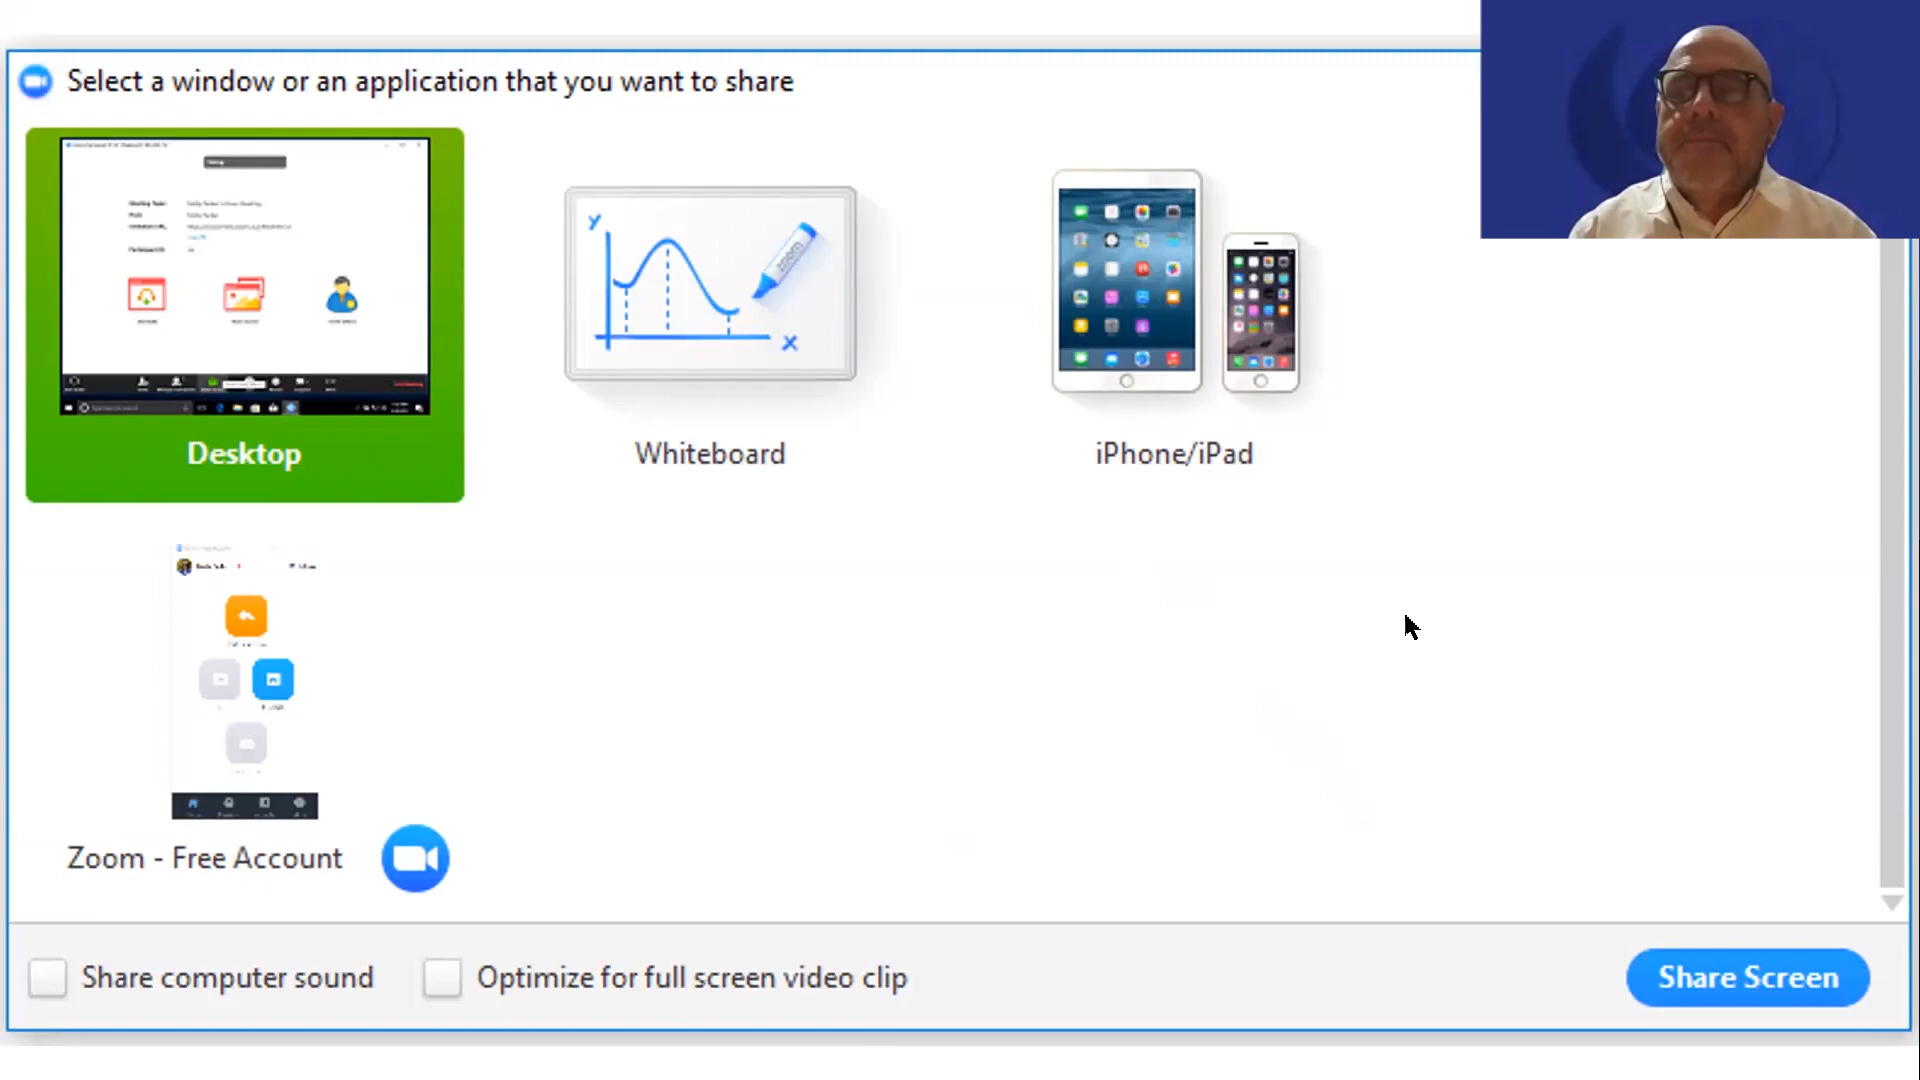 Select a window or an application that you want to share
Desktop
Y
zoom
X
Whiteboard
iPhone/iPad
Zoom - Free Account
Share computer sound
Optimize for full screen video clip
Share Screen